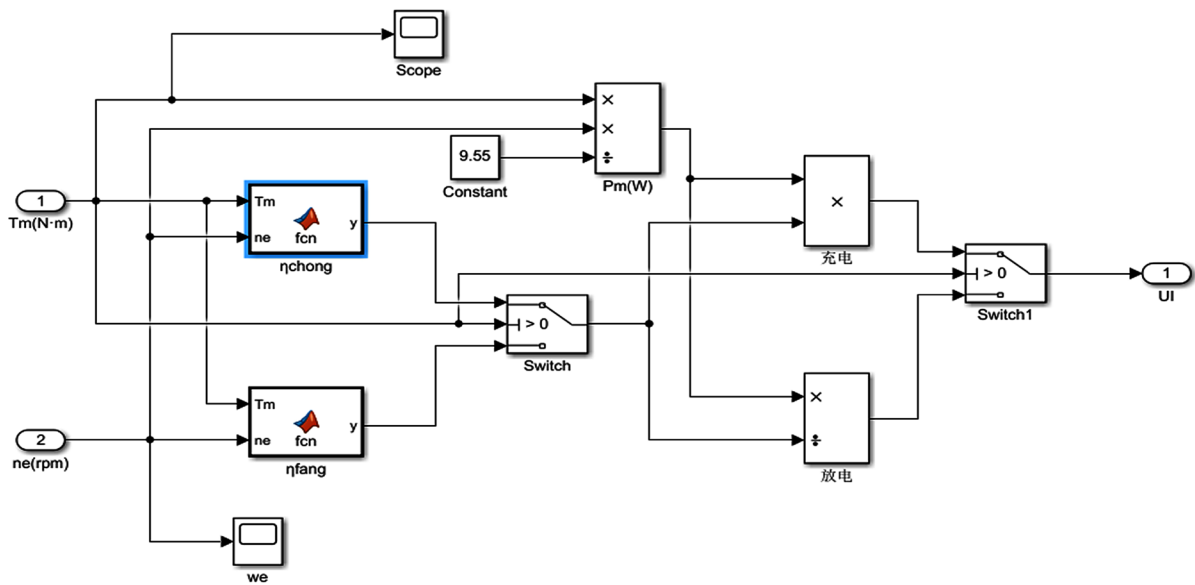 Scope
×
×
÷
9.55
Constant
Pm(W)
1
Tm(N·m)
Tm
ne
fcn
y
ηchong
×
充电
> 0
Switch1
1
UI
> 0
Switch
2
ne(rpm)
Tm
ne
fcn
y
ηfang
×
÷
放电
we